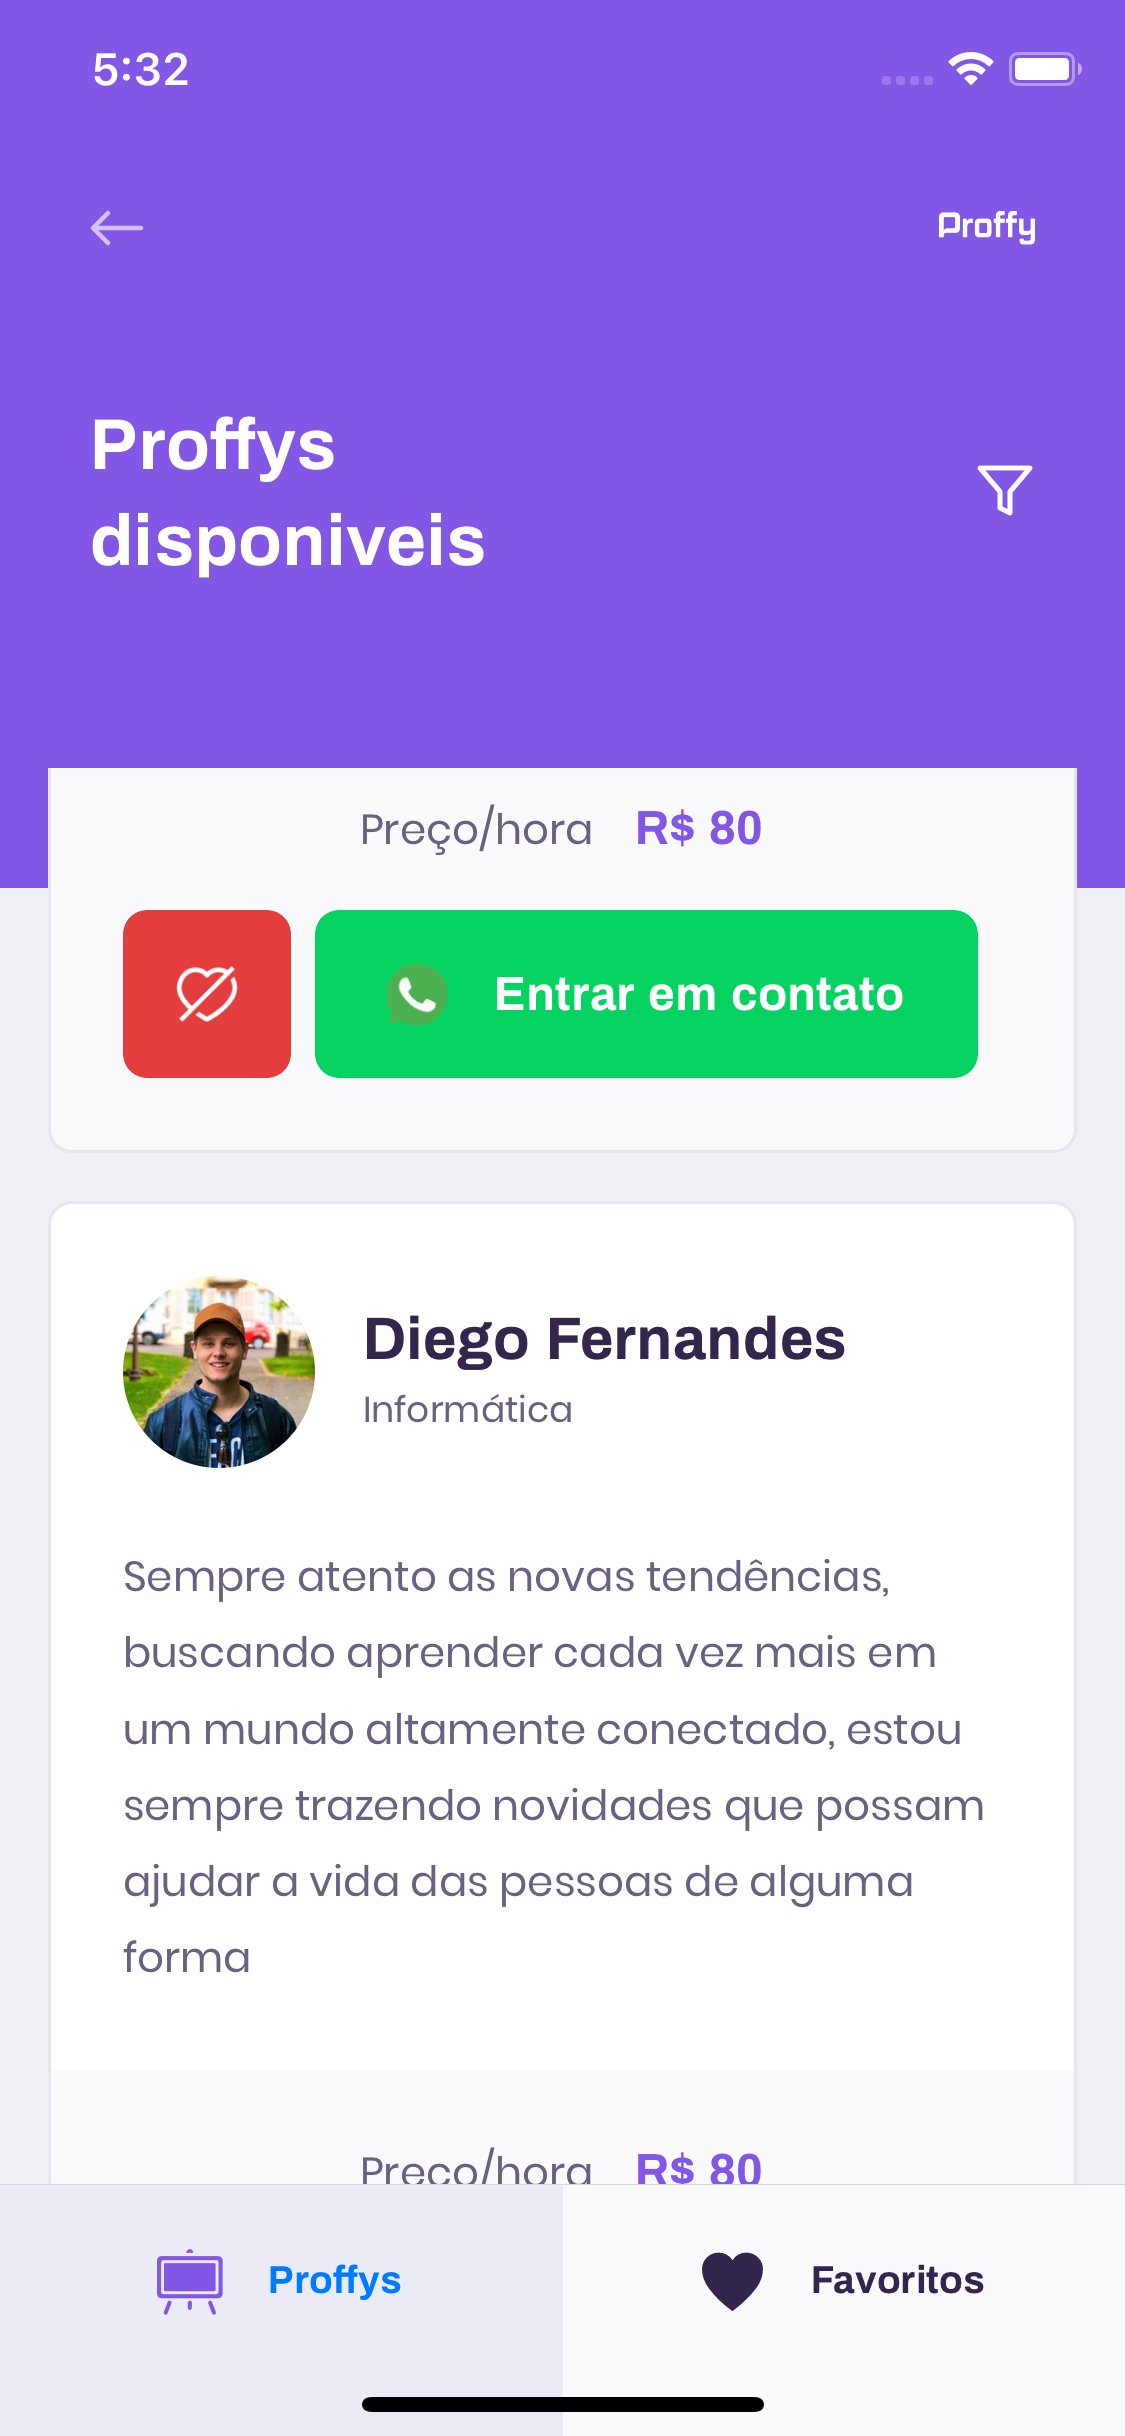 5:32
Proffy
Proffys
disponiveis
Preço/hora R$ 80
Entrar em contato
Diego Fernandes
Informática
Sempre atento as novas tendências,
buscando aprender cada vez mais em
um mundo altamente conectado, estou
sempre trazendo novidades que possam
ajudar a vida das pessoas de alguma
forma
Preço/hora R$ 80
Proffys
Favoritos